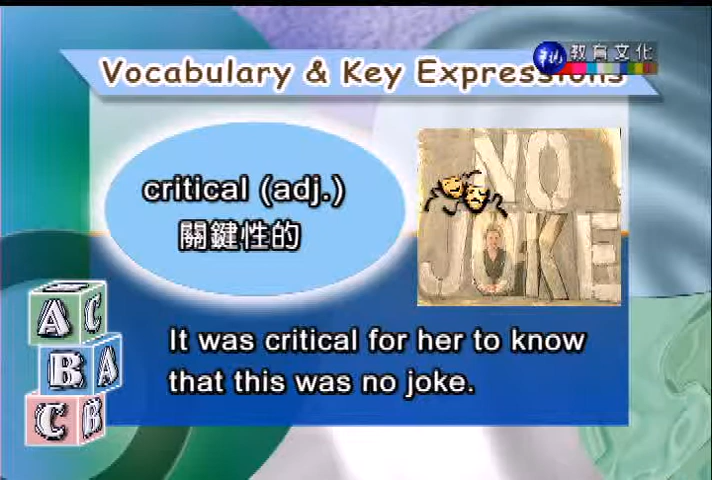 Vocabulary & Key Expressions
教育文化
critical (adj.)
關鍵性的
NO
JOKE
It was critical for her to know
that this was no joke.
A C
B A
C B